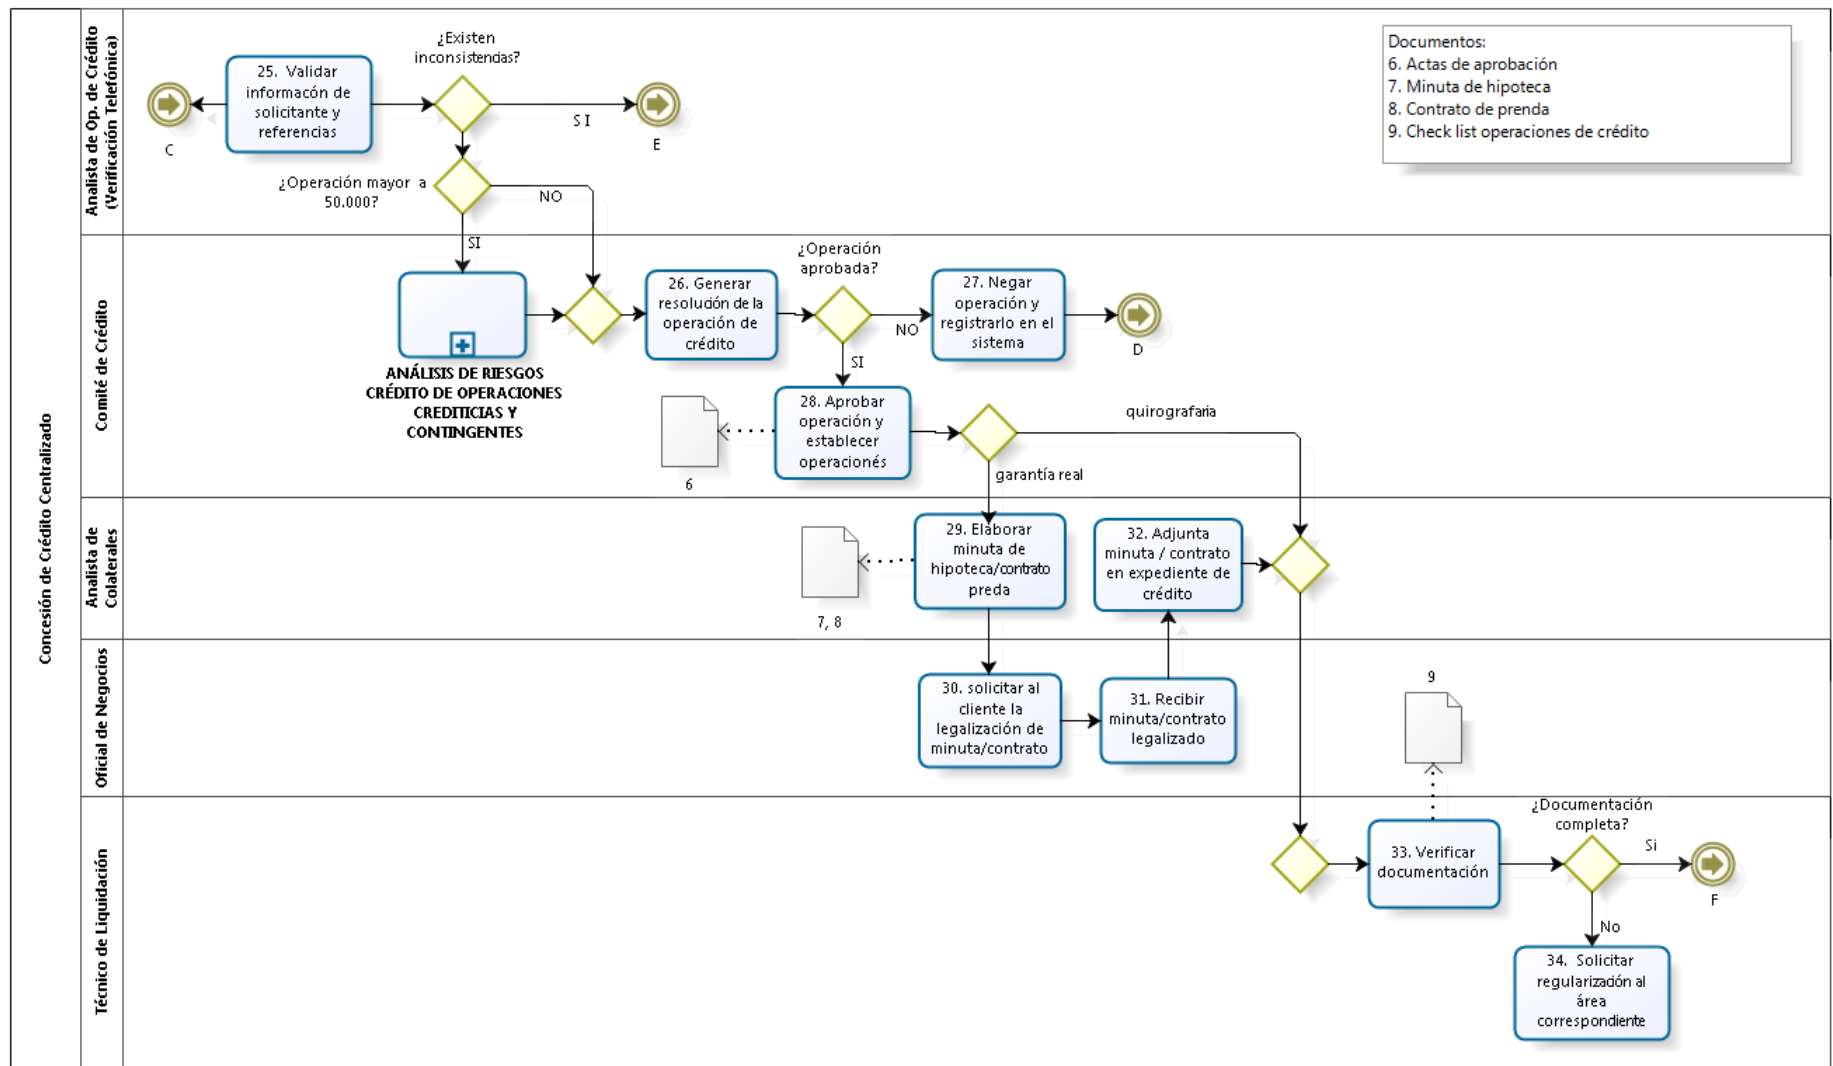 Concesión de Crédito Centralizado
Analista de Op. de Crédito
(Verificación Telefónica)
C
25. Validar
informacón de
solicitante y
referencias
¿Existen
inconsistencias?
S I
E
¿Operación mayor a
50.000?
NO
SI
Documentos:
6. Actas de aprobación
7. Minuta de hipoteca
8. Contrato de prenda
9. Check list operaciones de crédito
Comité de Crédito
ANÁLISIS DE RIESGOS
CRÉDITO DE OPERACIONES
CREDITICIAS Y
CONTINGENTES
26. Generar
resolución de la
operación de
crédito
¿Operación
aprobada?
NO
SI
27. Negar
operación y
registrarlo en el
sistema
D
28. Aprobar
operación y
establecer
operacionés
6
quirografaria
garantía real
Analista de
Colaterales
29. Elaborar
minuta de
hipoteca/contrato
preda
7, 8
32. Adjunta
minuta / contrato
en expediente de
crédito
Oficial de Negocios
30. solicitar al
cliente la
legalización de
minuta/contrato
31. Recibir
minuta/contrato
legalizado
9
Técnico de Liquidación
33. Verificar
documentación
¿Documentación
completa?
Si
F
No
34. Solicitar
regularización al
área
correspondiente